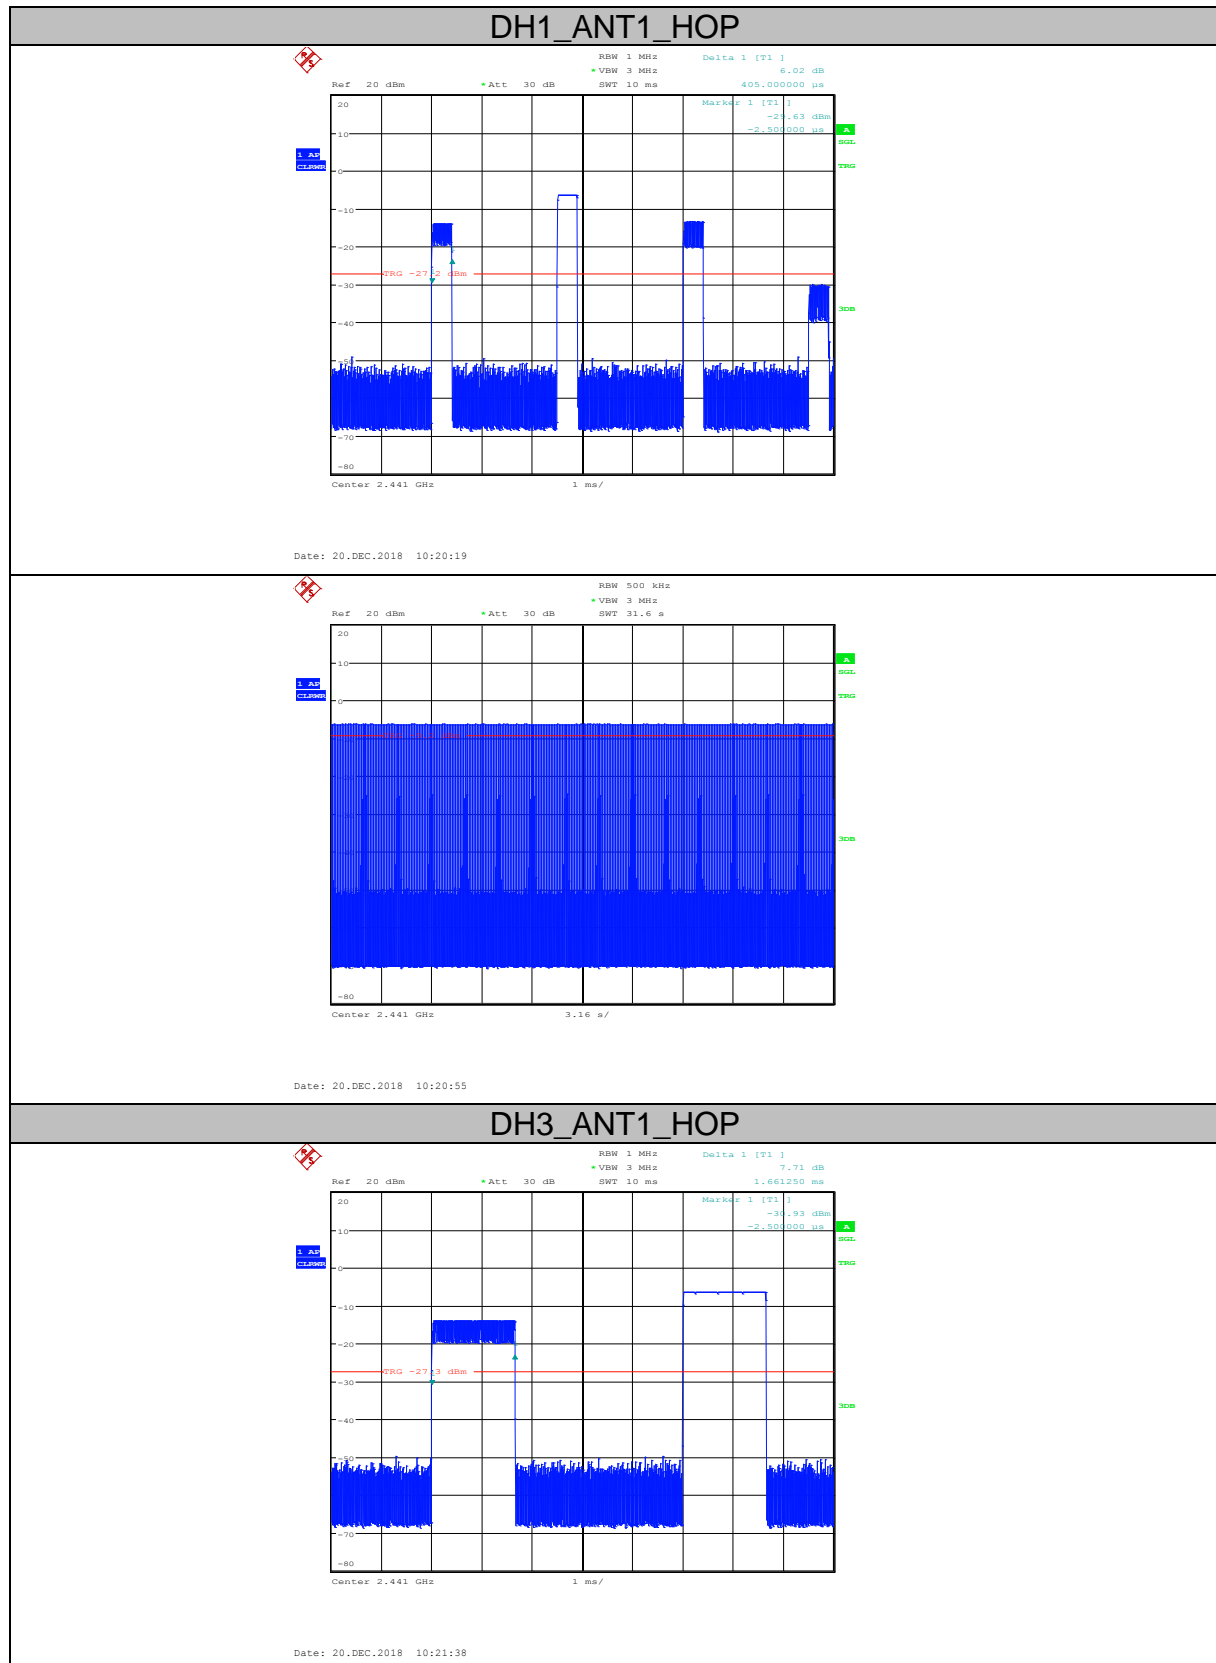 DH1_ANT1_HOP
RBW 1 MHz Delta 1 [T1 ]
*VBW 3 MHz 6.02 dB
Ref 20 dBm *Att 30 dB SWT 10 ms 405.000000 µs
20 Marker 1 [T1 ]
-29.63 dBm
10 -2.500000 µs A
SGL
1 AP TRG
CLRWR
0
-10
-20
TRG -27.2 dBm
-30
3DB
-40
-50
-70
-80
Center 2.441 GHz 1 ms/
Date: 20.DEC.2018 10:20:19
RBW 500 kHz
*VBW 3 MHz
Ref 20 dBm *Att 30 dB SWT 31.6 s
20
10 A
SGL
1 AP TRG
CLRWR
0
3DB
-80
Center 2.441 GHz 3.16 s/
Date: 20.DEC.2018 10:20:55
DH3_ANT1_HOP
RBW 1 MHz Delta 1 [T1 ]
*VBW 3 MHz 7.71 dB
Ref 20 dBm *Att 30 dB SWT 10 ms 1.661250 ms
20 Marker 1 [T1 ]
-30.93 dBm
10 -2.500000 µs A
SGL
1 AP TRG
CLRWR
0
-10
-20
TRG -27.3 dBm
-30
3DB
-40
-50
-70
-80
Center 2.441 GHz 1 ms/
Date: 20.DEC.2018 10:21:38